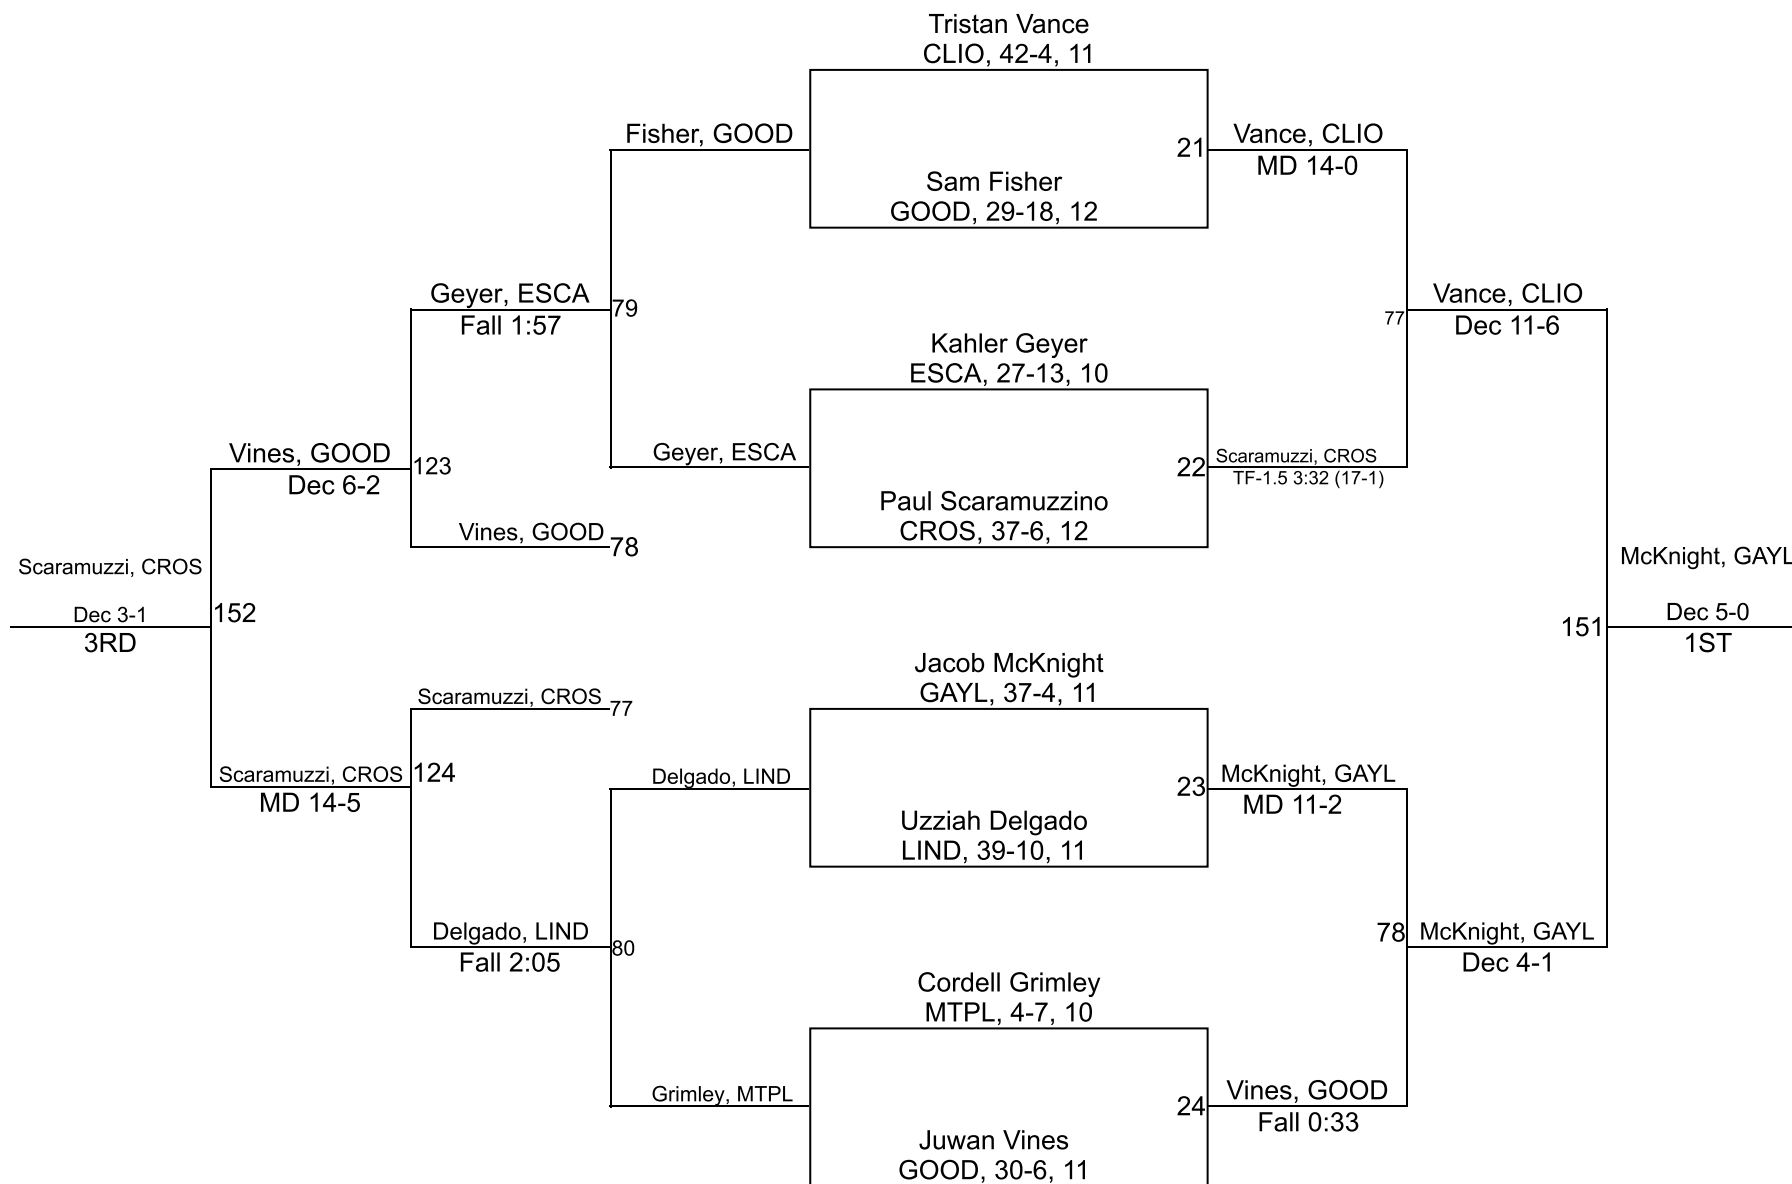 Tristan Vance
CLIO, 42-4, 11
Fisher, GOOD
21
Vance, CLIO
MD 14-0
Sam Fisher
GOOD, 29-18, 12
Geyer, ESCA
Fall 1:57
79
77
Vance, CLIO
Dec 11-6
Kahler Geyer
ESCA, 27-13, 10
Vines, GOOD
Dec 6-2
123
Geyer, ESCA
22
Scaramuzzi, CROS
TF-1.5 3:32 (17-1)
Paul Scaramuzzino
CROS, 37-6, 12
Vines, GOOD
78
Scaramuzzi, CROS
Dec 3-1
3RD
152
McKnight, GAYL
151
Dec 5-0
1ST
Jacob McKnight
GAYL, 37-4, 11
Scaramuzzi, CROS
77
Scaramuzzi, CROS
MD 14-5
124
Delgado, LIND
23
McKnight, GAYL
MD 11-2
Uzziah Delgado
LIND, 39-10, 11
Delgado, LIND
Fall 2:05
80
78
McKnight, GAYL
Dec 4-1
Cordell Grimley
MTPL, 4-7, 10
Grimley, MTPL
24
Vines, GOOD
Fall 0:33
Juwan Vines
GOOD, 30-6, 11